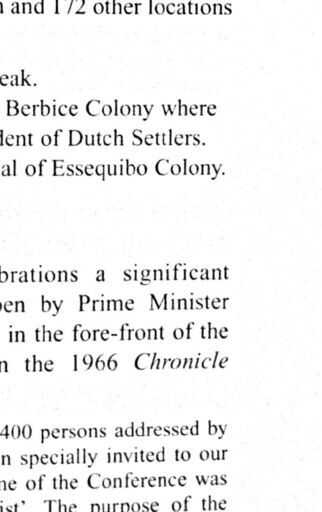 and 172 other locations
eak.
Berbice Colony where
dent of Dutch Settlers.
al of Essequibo Colony.
brations a significant
pen by Prime Minister
in the fore-front of the
n the 1966 Chronicle
400 persons addressed by
n specially invited to our
ne of the Conference was
ist'. The purpose of the